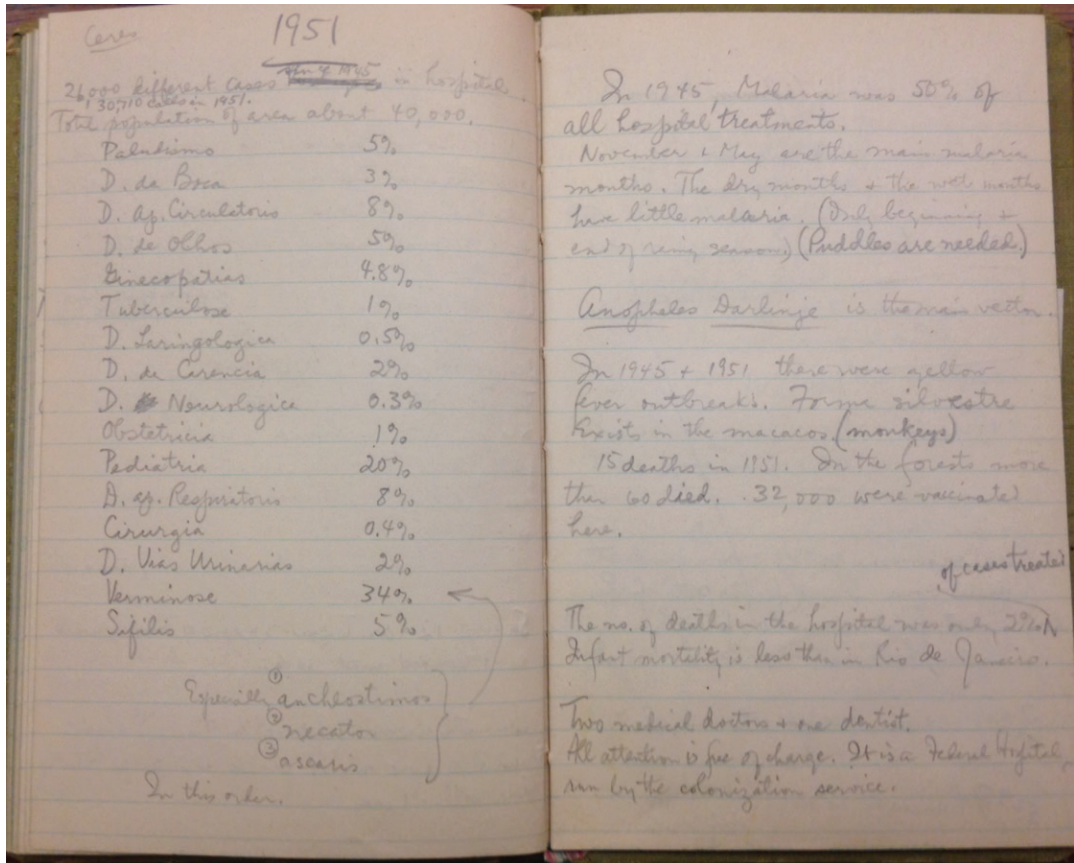 Ceres
1951
since 1945
26,000 different cases in hospitals.
130,710 calls in 1951.
Total population of area about 40,000.
Paludismo 5%
D. da Boca 3%
D. ap. Circulatorio 8%
D. de Olhos 5%
Ginecopatias 4.8%
Tuberculose 1%
D. Laringologica 0.5%
D. de Carencia 2%
D. Neurologica 0.3%
Obstetricia 1%
Pediatria 20%
D. ap. Respiratorio 8%
Cirurgia 0.4%
D. Vias Urinarias 2%
Verminose 34%
Sifilis 5%
Especially ① anchlostimos
② necator
③ ascaris
In this order.
In 1945, Malaria was 50% of
all hospital treatments.
November & May are the main malaria
months. The dry months + the wet months
have little malaria. (Only beginning +
end of rainy season.) (Puddles are needed.)
Anopheles Darlingi is the main vector.
In 1945 + 1951 there were yellow
fever outbreaks. Forma silvestre
Exists in the macacos (monkeys)
15 deaths in 1951. In the forests more
than 60 died. 32,000 were vaccinated
here.
of cases treated
The no. of deaths in the hospital was only 2%
Infant mortality is less than in Rio de Janeiro.
Two medical doctors + one dentist.
All attention is free of charge. It is a Federal Hospital,
run by the colonization service.